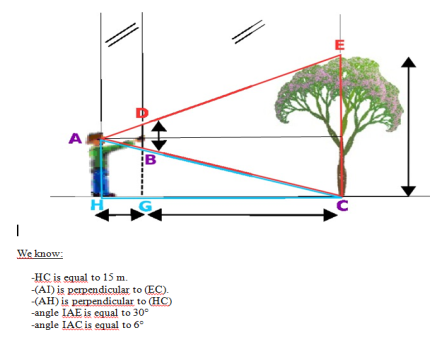 E
D
A
B
H G C
We know:
-HC is equal to 15 m.
-(AI) is perpendicular to (EC).
-(AH) is perpendicular to (HC)
-angle IAE is equal to 30°
-angle IAC is equal to 6°